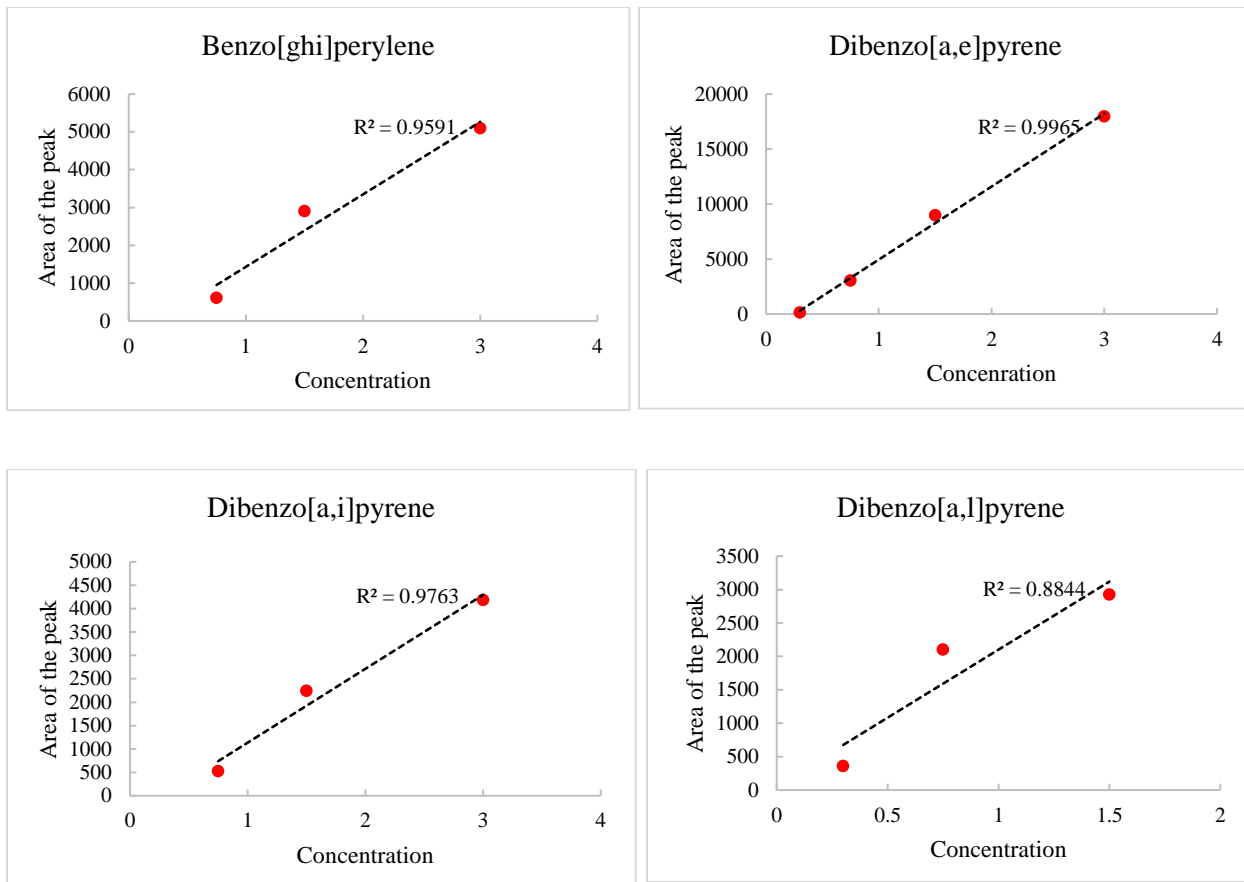 Benzo[ghi]perylene
6000
5000
4000
3000
2000
1000
0
R² = 0.9591
Area of the peak
0 1 2 3 4
Concentration
Dibenzo[a,e]pyrene
20000
15000
10000
5000
0
R² = 0.9965
Area of the peak
0 1 2 3 4
Concenration
Dibenzo[a,i]pyrene
5000
4500
4000
3500
3000
2500
2000
1500
1000
500
0
R² = 0.9763
Area of the peak
0 1 2 3 4
Concentration
Dibenzo[a,l]pyrene
3500
3000
2500
2000
1500
1000
500
0
R² = 0.8844
Area of the peak
0 0.5 1 1.5 2
Concentration